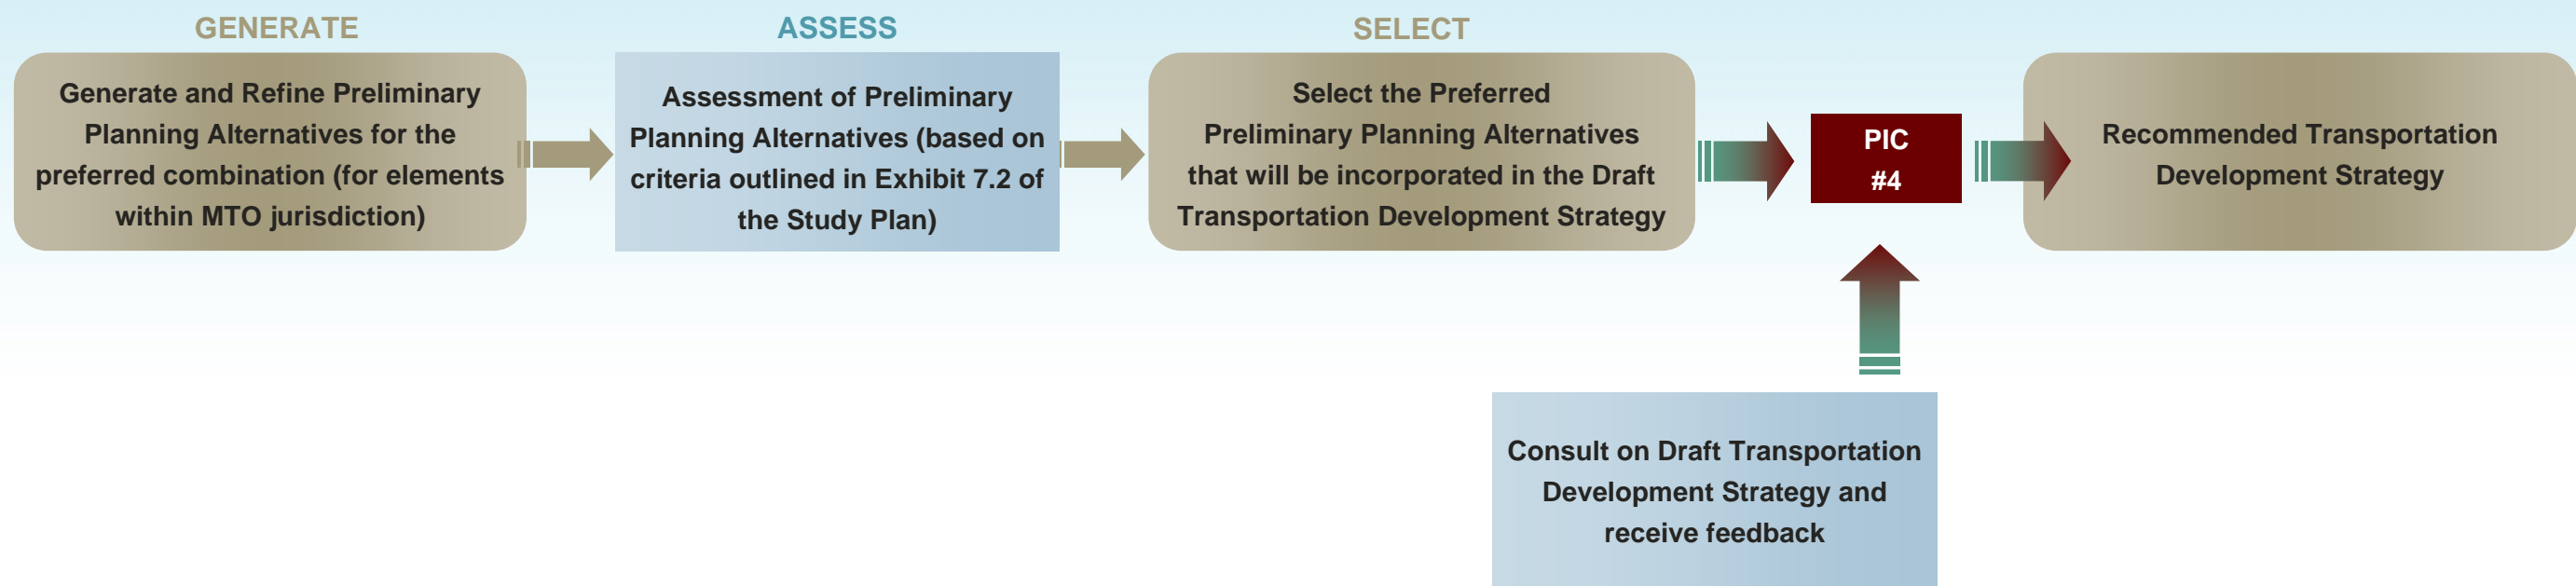 GENERATE
Generate and Refine Preliminary
Planning Alternatives for the
preferred combination (for elements
within MTO jurisdiction)
ASSESS
Assessment of Preliminary
Planning Alternatives (based on
criteria outlined in Exhibit 7.2 of
the Study Plan)
SELECT
Select the Preferred
Preliminary Planning Alternatives
that will be incorporated in the Draft
Transportation Development Strategy
PIC
#4
Recommended Transportation
Development Strategy
Consult on Draft Transportation
Development Strategy and
receive feedback